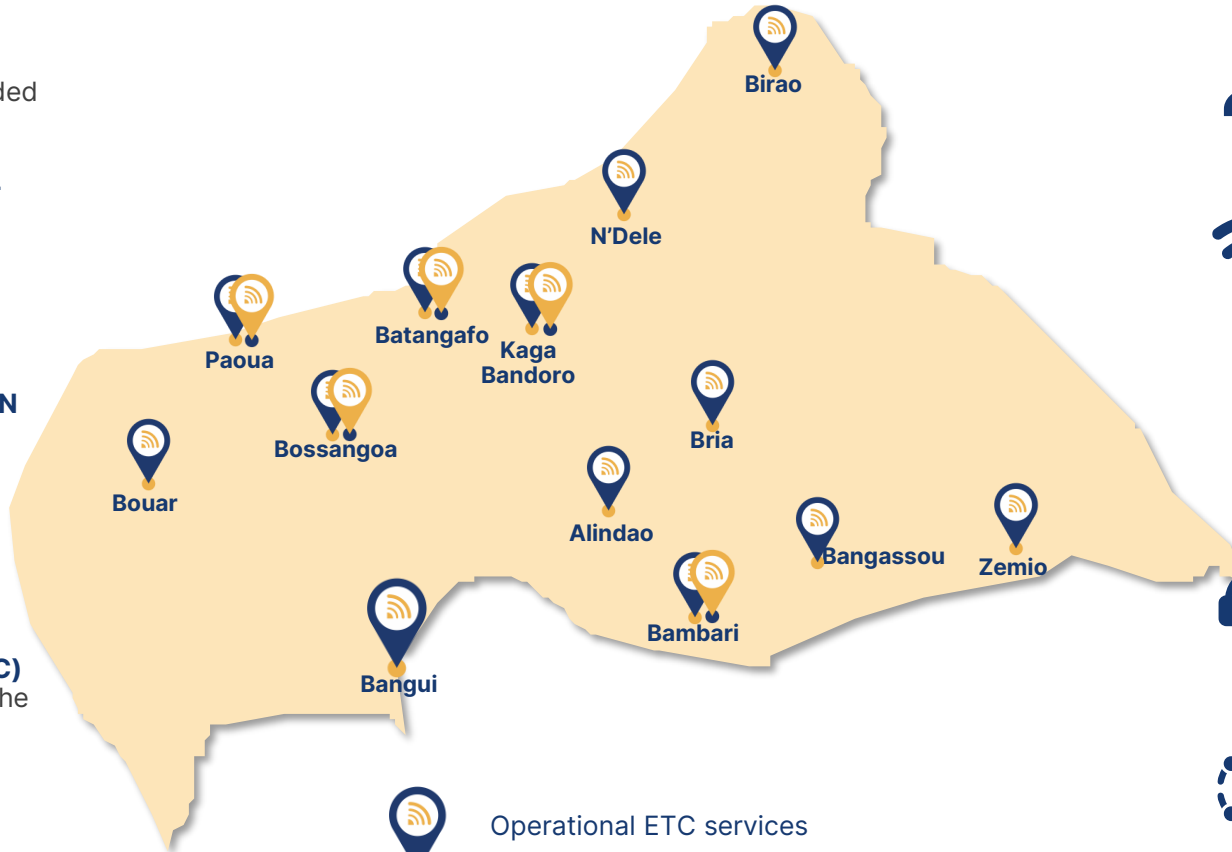 Birao
ded
N'Dele
Batangafo
Kaga
Bandoro
Paoua
N
Bossangoa
Bria
Bouar
Alindao
Bangassou
Zemio
Bambari
C)
he
Bangui
Operational ETC services